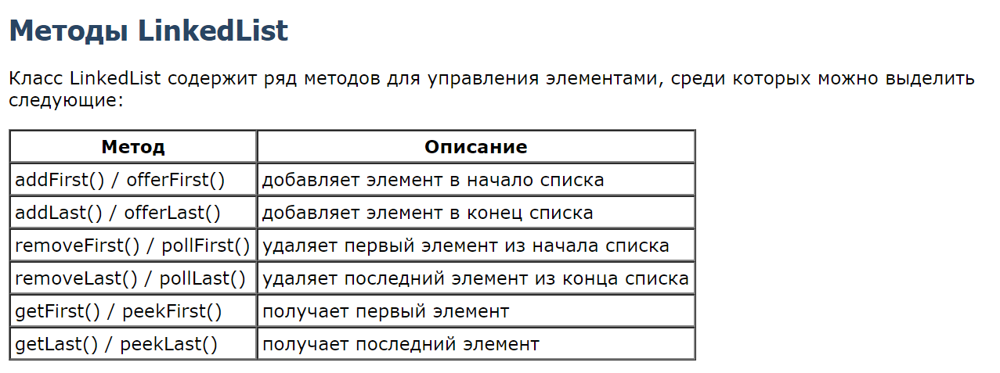 Методы LinkedList
Класс LinkedList содержит ряд методов для управления элементами, среди которых можно выделить
следующие:
Метод Описание
addFirst() / offerFirst() добавляет элемент в начало списка
addLast() / offerLast() добавляет элемент в конец списка
removeFirst() / pollFirst() удаляет первый элемент из начала списка
removeLast() / pollLast() удаляет последний элемент из конца списка
getFirst() / peekFirst() получает первый элемент
getLast() / peekLast() получает последний элемент